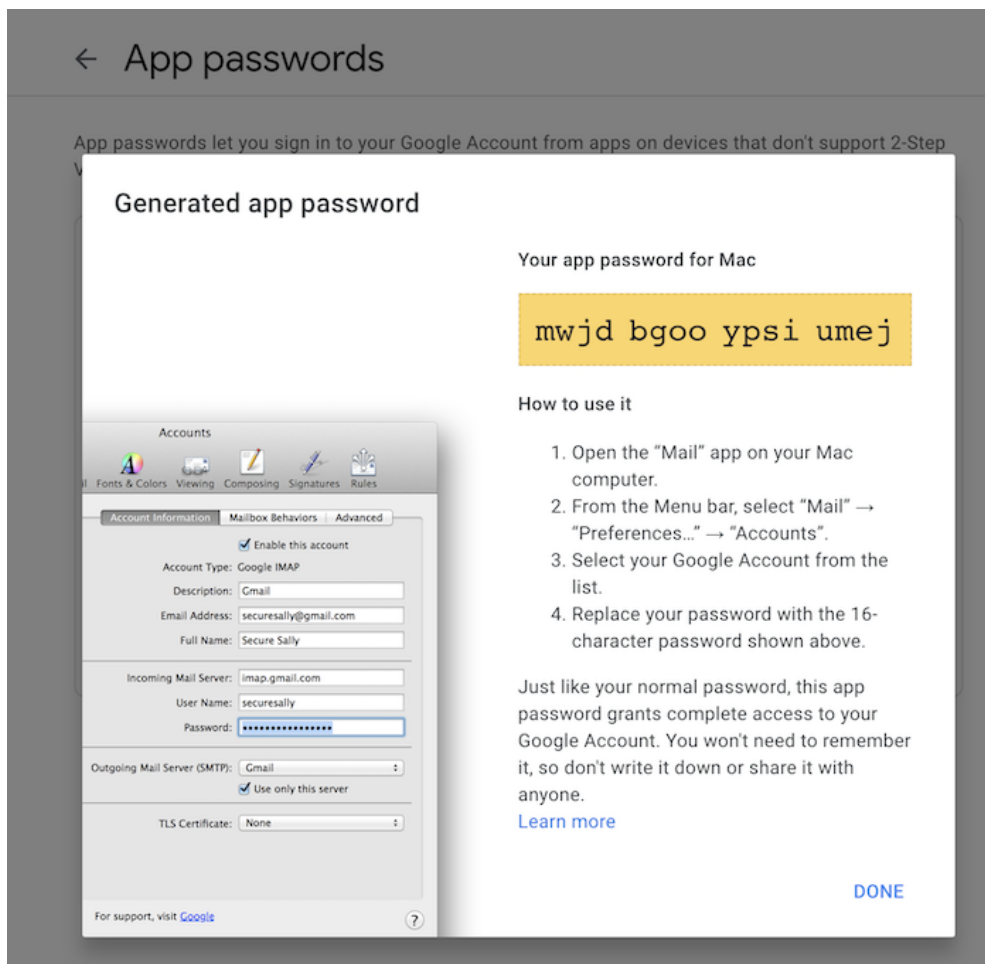 ← App passwords
App passwords let you sign in to your Google Account from apps on devices that don't support 2-Step
Generated app password
Your app password for Mac
mwjd bgoo ypsi umej
How to use it
1. Open the “Mail” app on your Mac
computer.
2. From the Menu bar, select “Mail” →
“Preferences…” → “Accounts”.
3. Select your Google Account from the
list.
4. Replace your password with the 16-
character password shown above.
Just like your normal password, this app
password grants complete access to your
Google Account. You won't need to remember
it, so don't write it down or share it with
anyone.
Learn more
DONE
Accounts
Fonts & Colors Viewing Composing Signatures Rules
Account Information Mailbox Behaviors Advanced
Enable this account
Account Type: Google IMAP
Description: Gmail
Email Address: securesally@gmail.com
Full Name: Secure Sally
Incoming Mail Server: imap.gmail.com
User Name: securesally
Password: ••••••••••••••••
Outgoing Mail Server (SMTP): Gmail
Use only this server
TLS Certificate: None
For support, visit Google
?